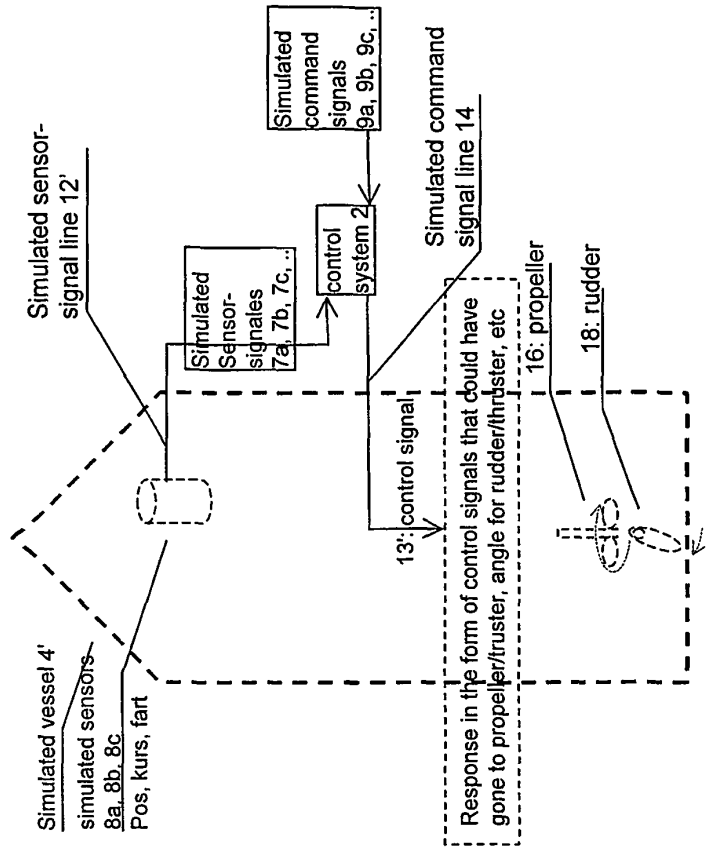 Simulated vessel 4'
simulated sensors
8a, 8b, 8c
Pos, kurs, fart
Simulated sensor-
signal line 12'
Simulated
Sensor-
signales
7a, 7b, 7c, ..
control
system 2
Simulated
command
signals
9a, 9b, 9c, ..
Simulated command
signal line 14
13': control signal
Response in the form of control signals that could have
gone to propeller/truster, angle for rudder/thruster, etc
16: propeller
18: rudder